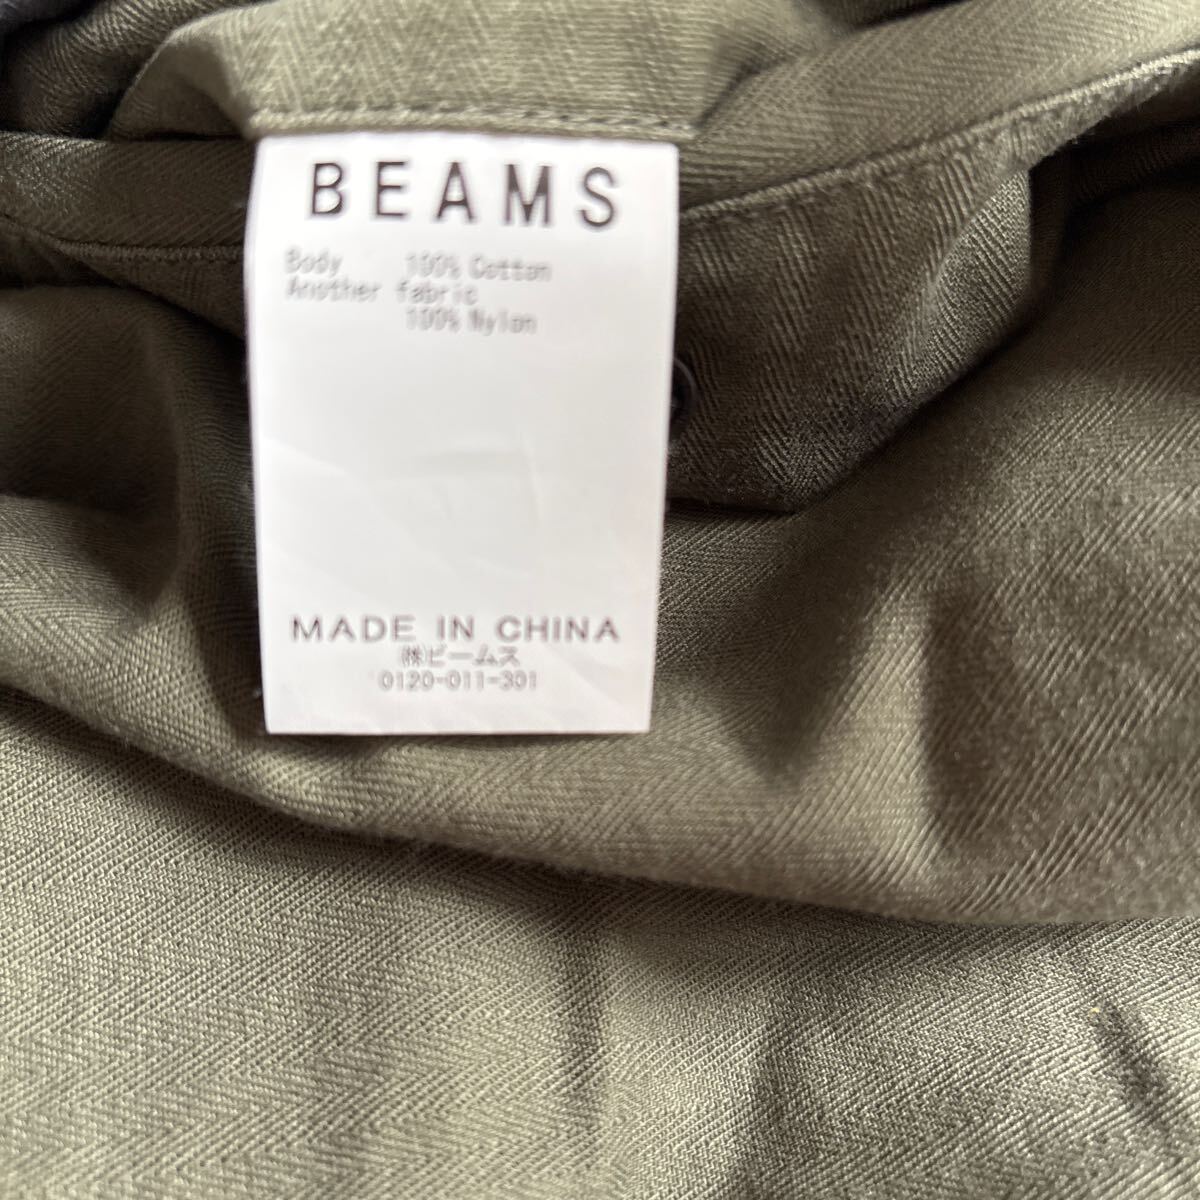 BEAMS
Body 100% Cotton
Another fabric
100% Nylon
MADE IN CHINA
㈱ビームス
0120-011-301